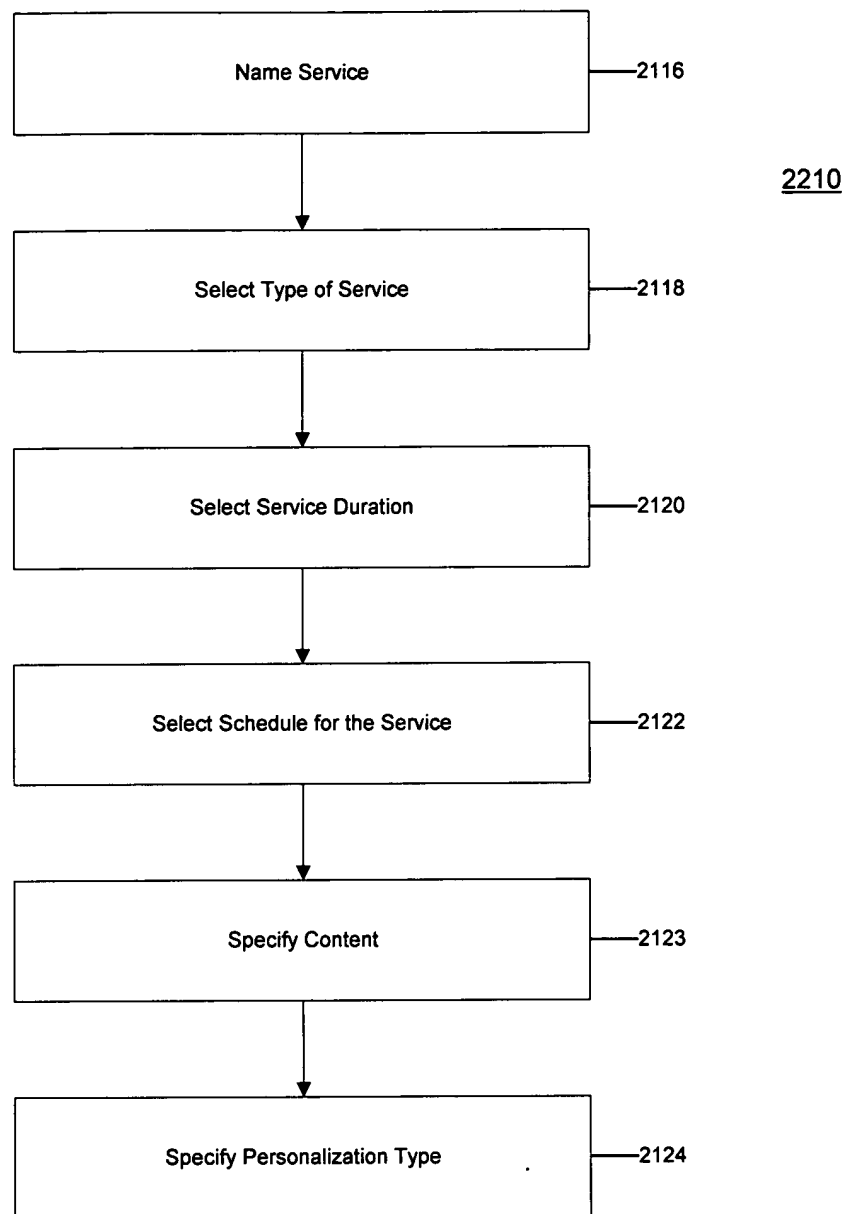 Name Service
2116
2210
Select Type of Service
2118
Select Service Duration
2120
Select Schedule for the Service
2122
Specify Content
2123
Specify Personalization Type
2124